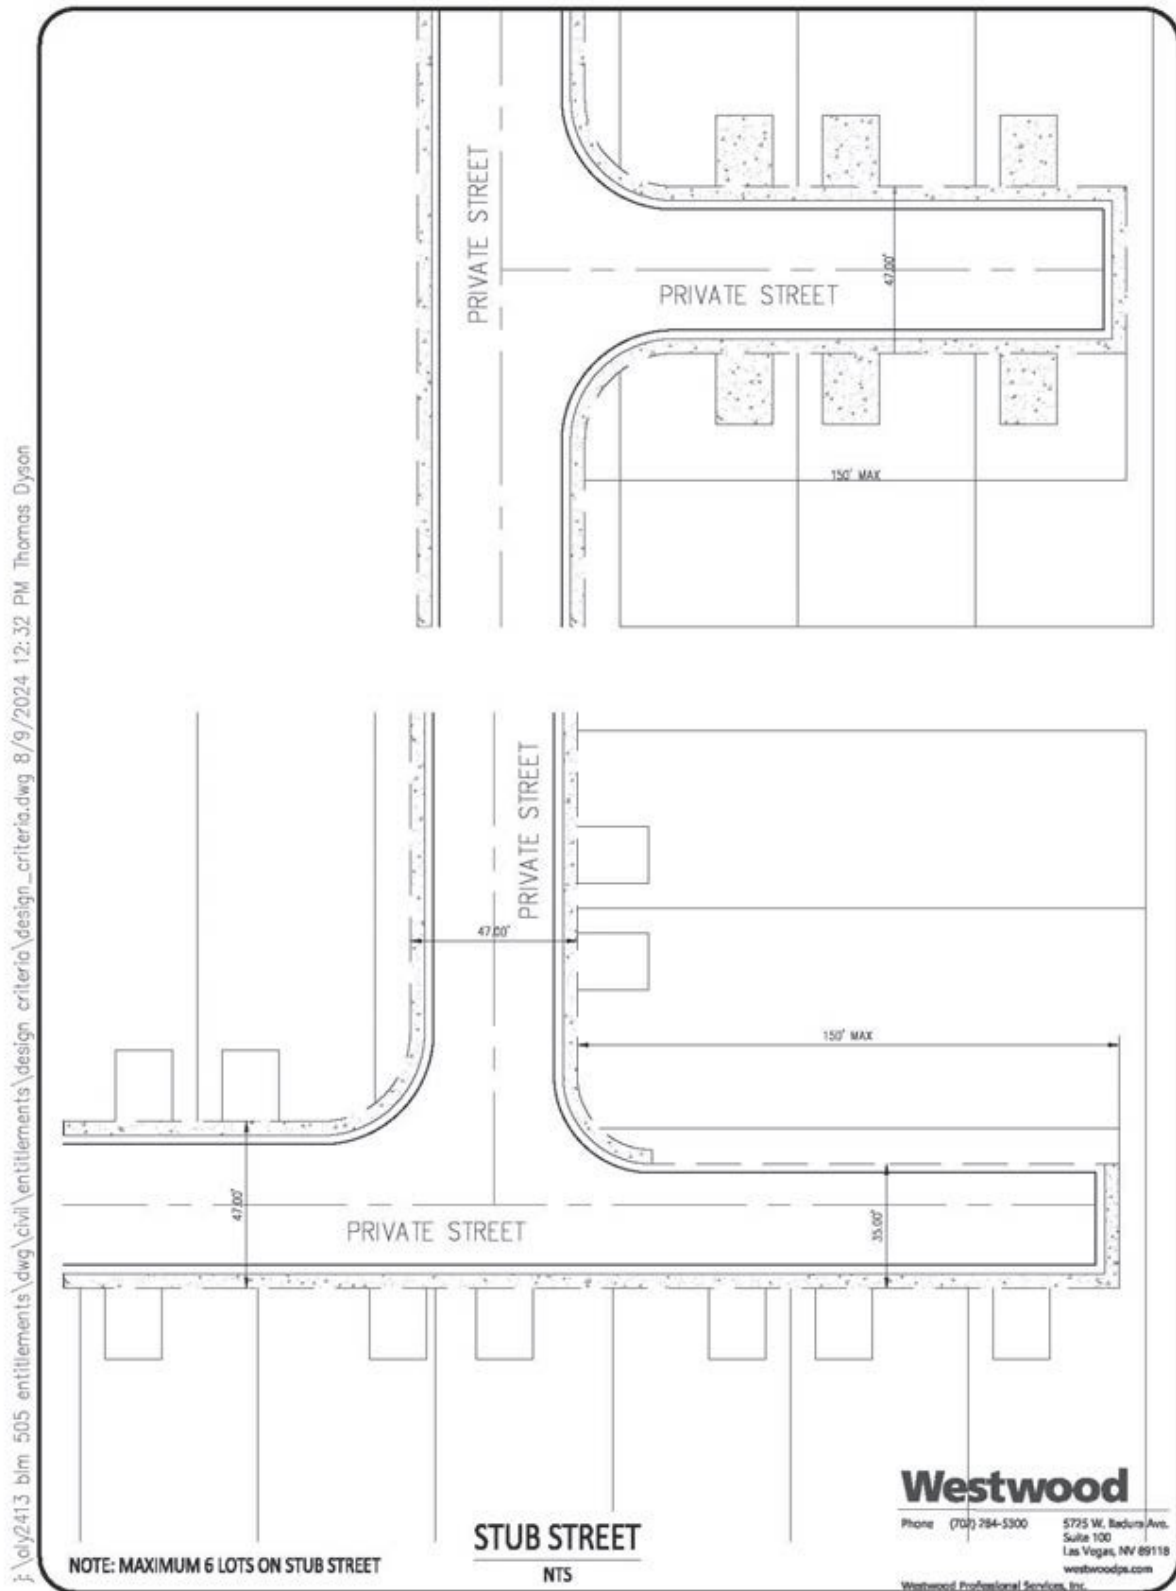 j:\oly2413 blm 505 entitlements\dwg\civil\entitlements\design criteria\design_criteria.dwg 8/9/2024 12:32 PM Thomas Dyson
PRIVATE STREET
PRIVATE STREET
47.00'
150' MAX
PRIVATE STREET
47.00'
150' MAX
47.00'
PRIVATE STREET
35.00'
NOTE: MAXIMUM 6 LOTS ON STUB STREET
STUB STREET
NTS
Westwood
Phone (702) 284-5300
5725 W. Badura Ave.
Suite 100
Las Vegas, NV 89118
westwoodps.com
Westwood Professional Services, Inc.